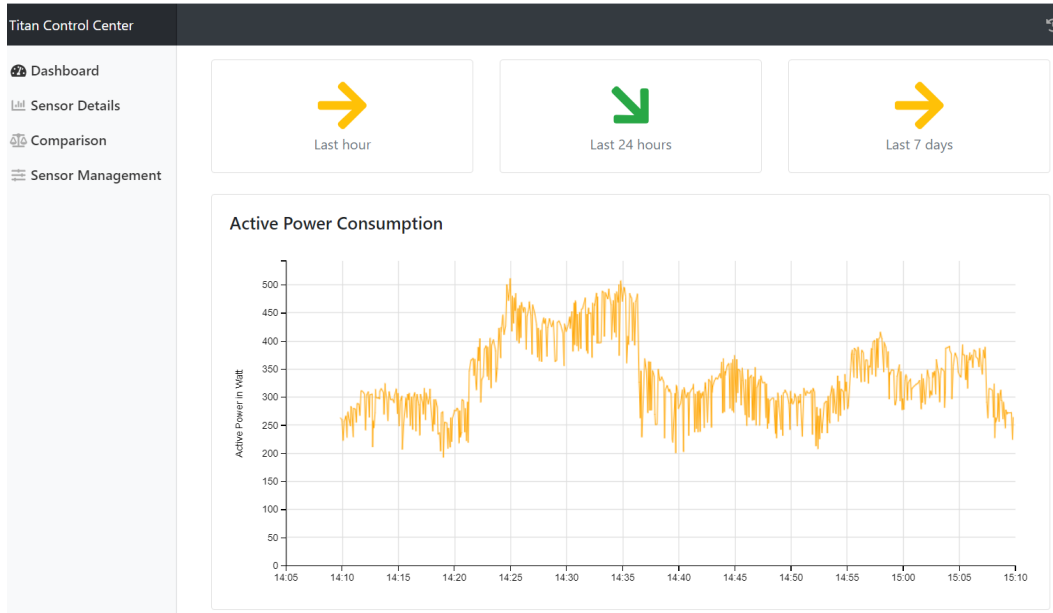 Titan Control Center
Dashboard
Sensor Details
Comparison
Sensor Management
Last hour
Last 24 hours
Last 7 days
Active Power Consumption
Active Power in Watt
500
450
400
350
300
250
200
150
100
50
0
14:05 14:10 14:15 14:20 14:25 14:30 14:35 14:40 14:45 14:50 14:55 15:00 15:05 15:10